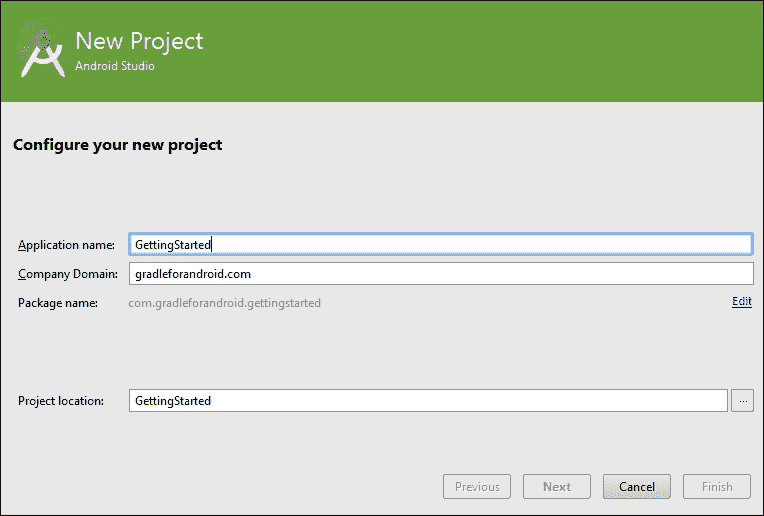 New Project
Android Studio
Configure your new project
Application name: GettingStarted
Company Domain: gradleforandroid.com
Package name: com.gradleforandroid.gettingstarted Edit
Project location: GettingStarted ...
Previous Next Cancel Finish